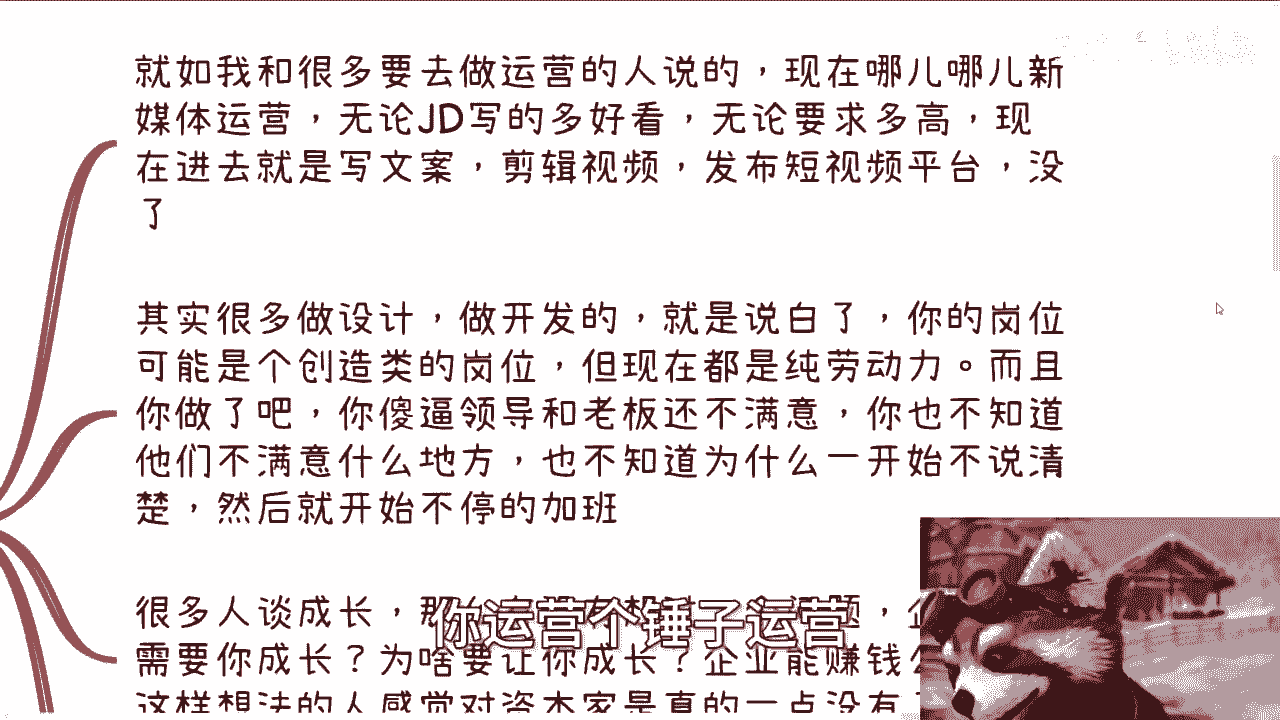 就如我和很多要去做运营的人说的，现在哪儿哪儿新
媒体运营，无论JD写的多好看，无论要求多高，现
在进去就是写文案，剪辑视频，发布短视频平台，没
了
其实很多做设计，做开发的，就是说白了，你的岗位
可能是个创造类的岗位，但现在都是纯劳动力。而且
你做了吧，你傻逼领导和老板还不满意，你也不知道
他们不满意什么地方，也不知道为什么一开始不说清
楚，然后就开始不停的加班
很多人谈成长，
你运营个锤子运营
需要你成长？为啥要让你成长？企业能赚钱
这样想法的人感觉对资本家是真的一点没有